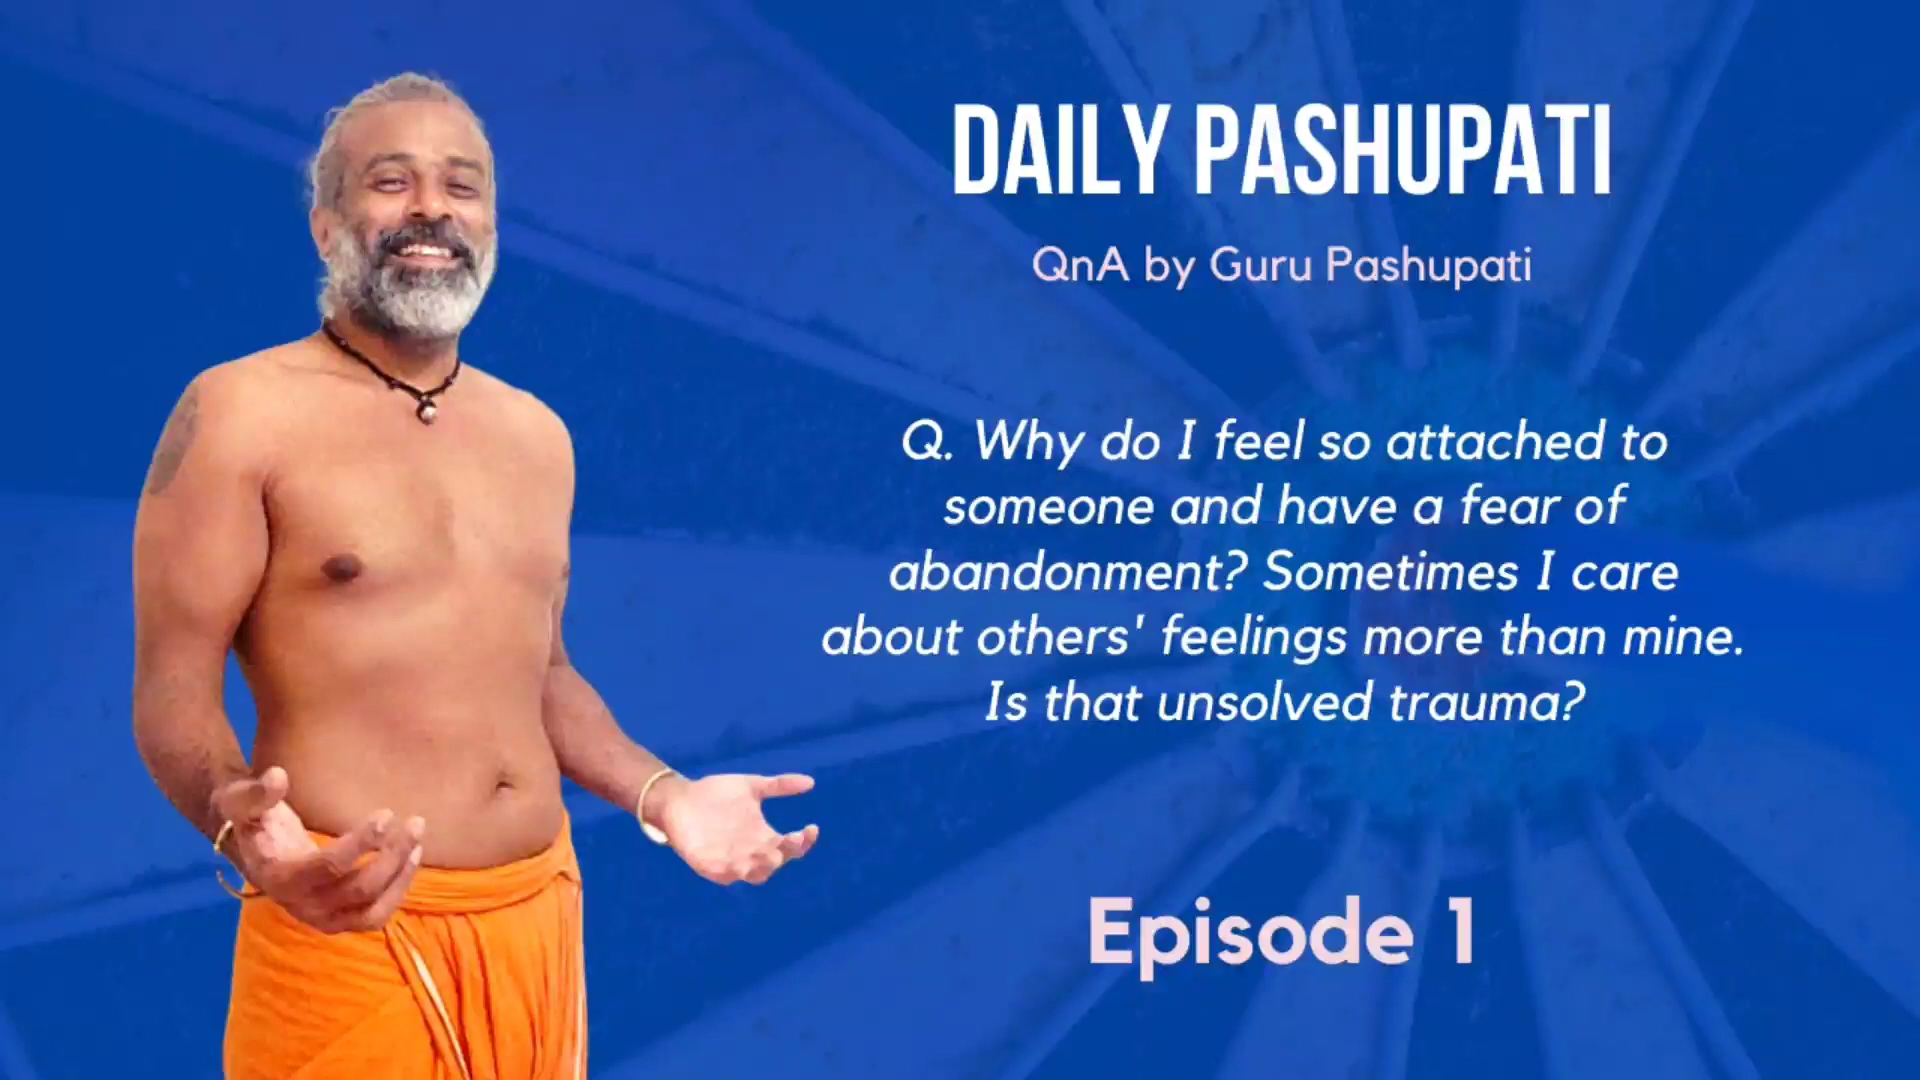 DAILY PASHUPATI
QnA by Guru Pashupati
Q. Why do I feel so attached to
someone and have a fear of
abandonment? Sometimes I care
about others' feelings more than mine.
Is that unsolved trauma?
Episode 1